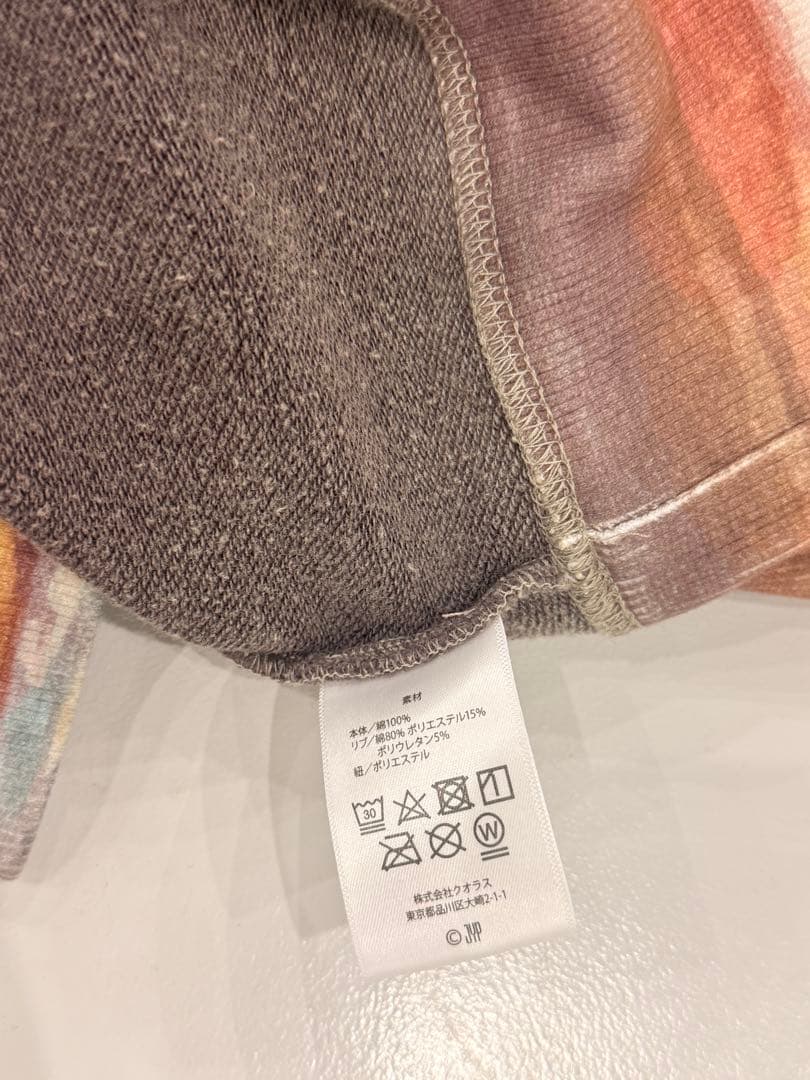 素材
本体/綿100%
リブ/綿80% ポリエステル15%
ポリウレタン5%
紐/ポリエステル
30
W
株式会社クオラス
東京都品川区大崎2-1-1
© JYP